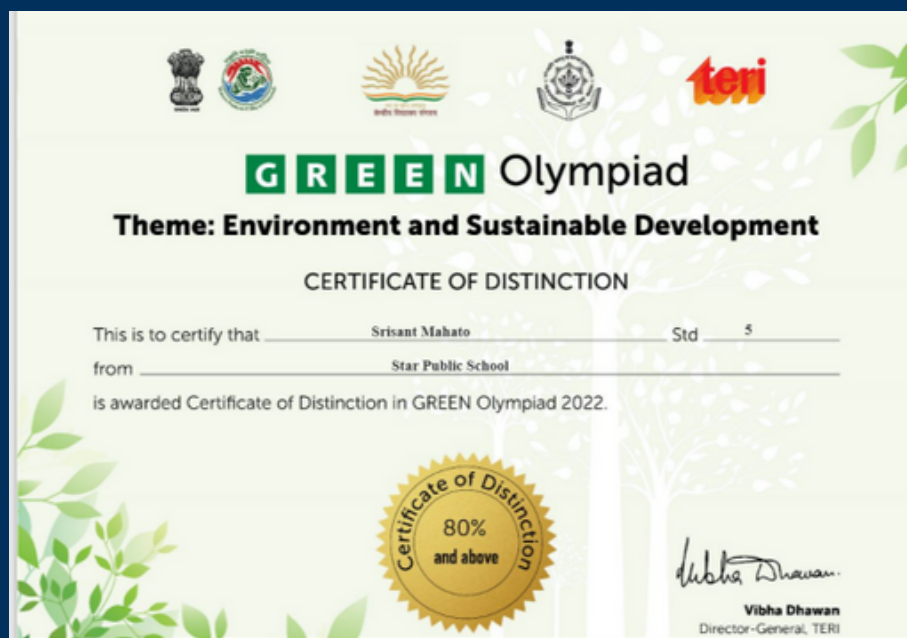 teri
GREEN Olympiad
Theme: Environment and Sustainable Development
CERTIFICATE OF DISTINCTION
This is to certify that Srisant Mahato Std 5
from Star Public School
is awarded Certificate of Distinction in GREEN Olympiad 2022.
Certificate of Distinction
80%
and above
Vibha Dhawan
Vibha Dhawan
Director-General, TERI